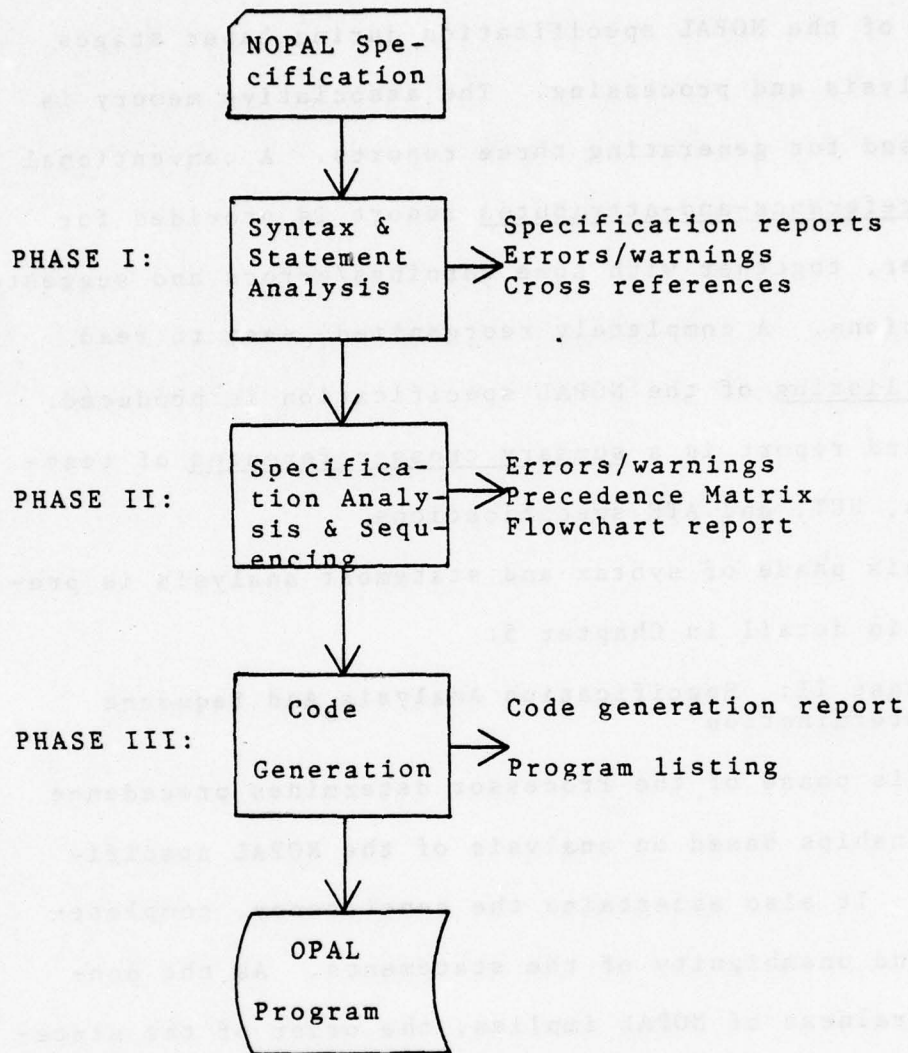 NOPAL Spe-
cification
PHASE I:
Syntax &
Statement
Analysis
Specification reports
Errors/warnings
Cross references
PHASE II:
Specifica-
tion Analy-
sis & Sequ-
encing
Errors/warnings
Precedence Matrix
Flowchart report
PHASE III:
Code
Generation
Code generation report
Program listing
OPAL
Program